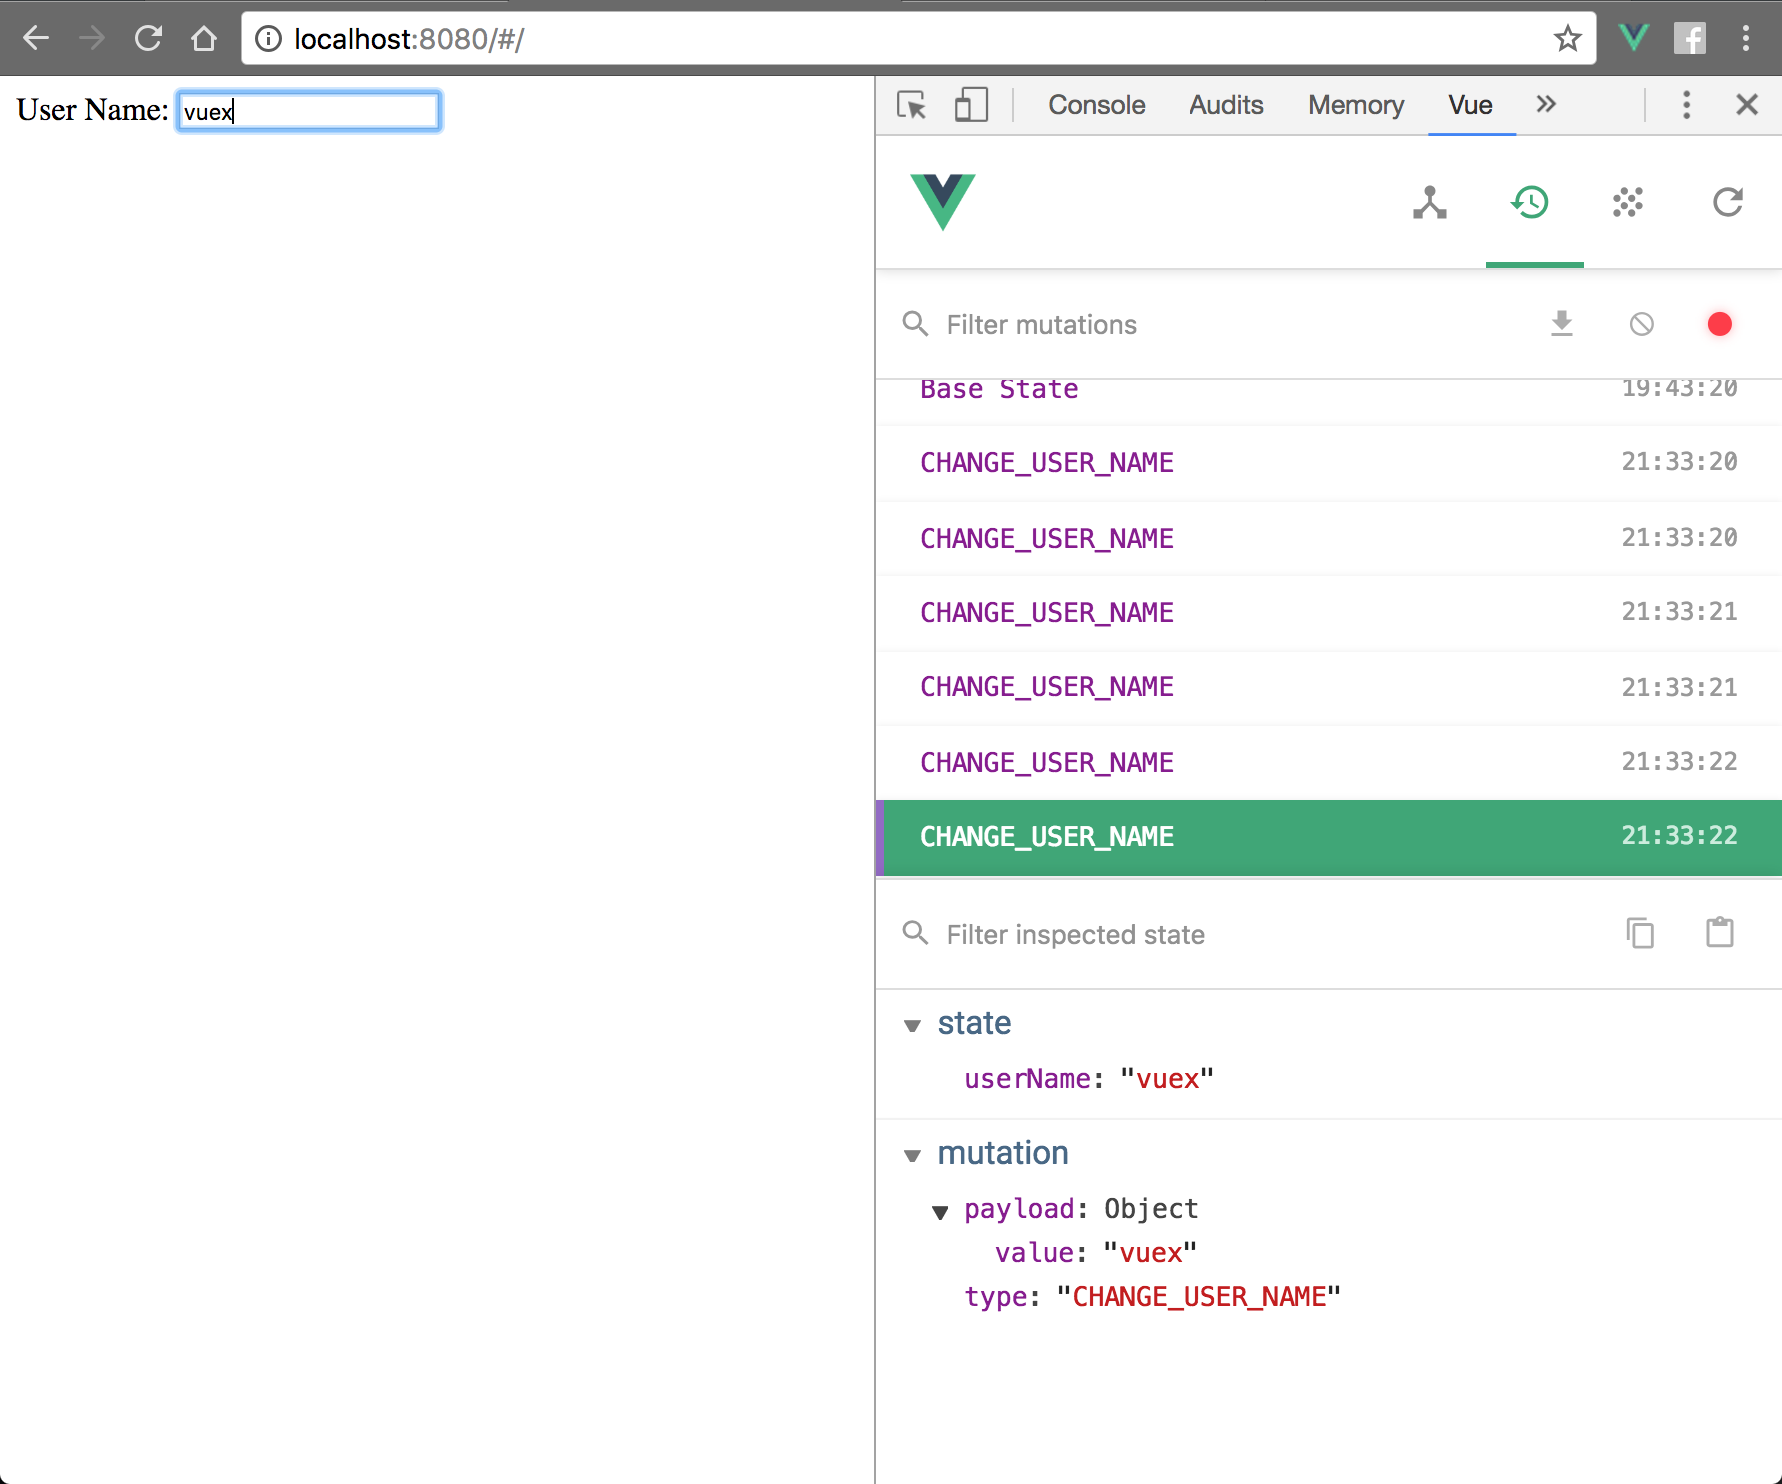 localhost:8080/#/
User Name: vuex
Console Audits Memory Vue
Filter mutations
Base State 19:43:20
CHANGE_USER_NAME 21:33:20
CHANGE_USER_NAME 21:33:20
CHANGE_USER_NAME 21:33:21
CHANGE_USER_NAME 21:33:21
CHANGE_USER_NAME 21:33:22
CHANGE_USER_NAME 21:33:22
Filter inspected state
state
userName: "vuex"
mutation
payload: Object
value: "vuex"
type: "CHANGE_USER_NAME"